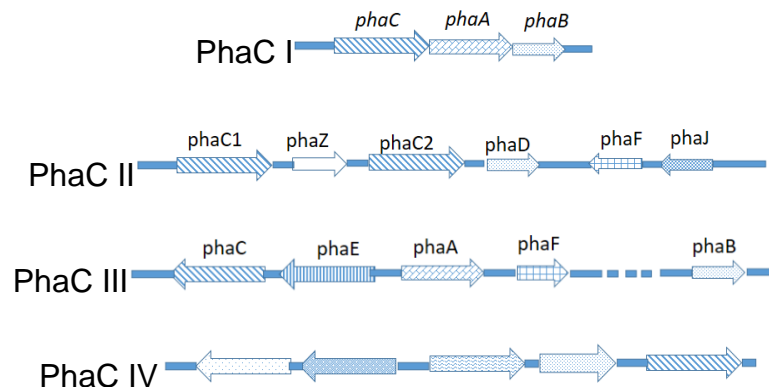 phaC phaA phaB
PhaC I
phaC1 phaZ phaC2 phaD phaF phaJ
PhaC II
phaC phaE phaA phaF phaB
PhaC III
PhaC IV